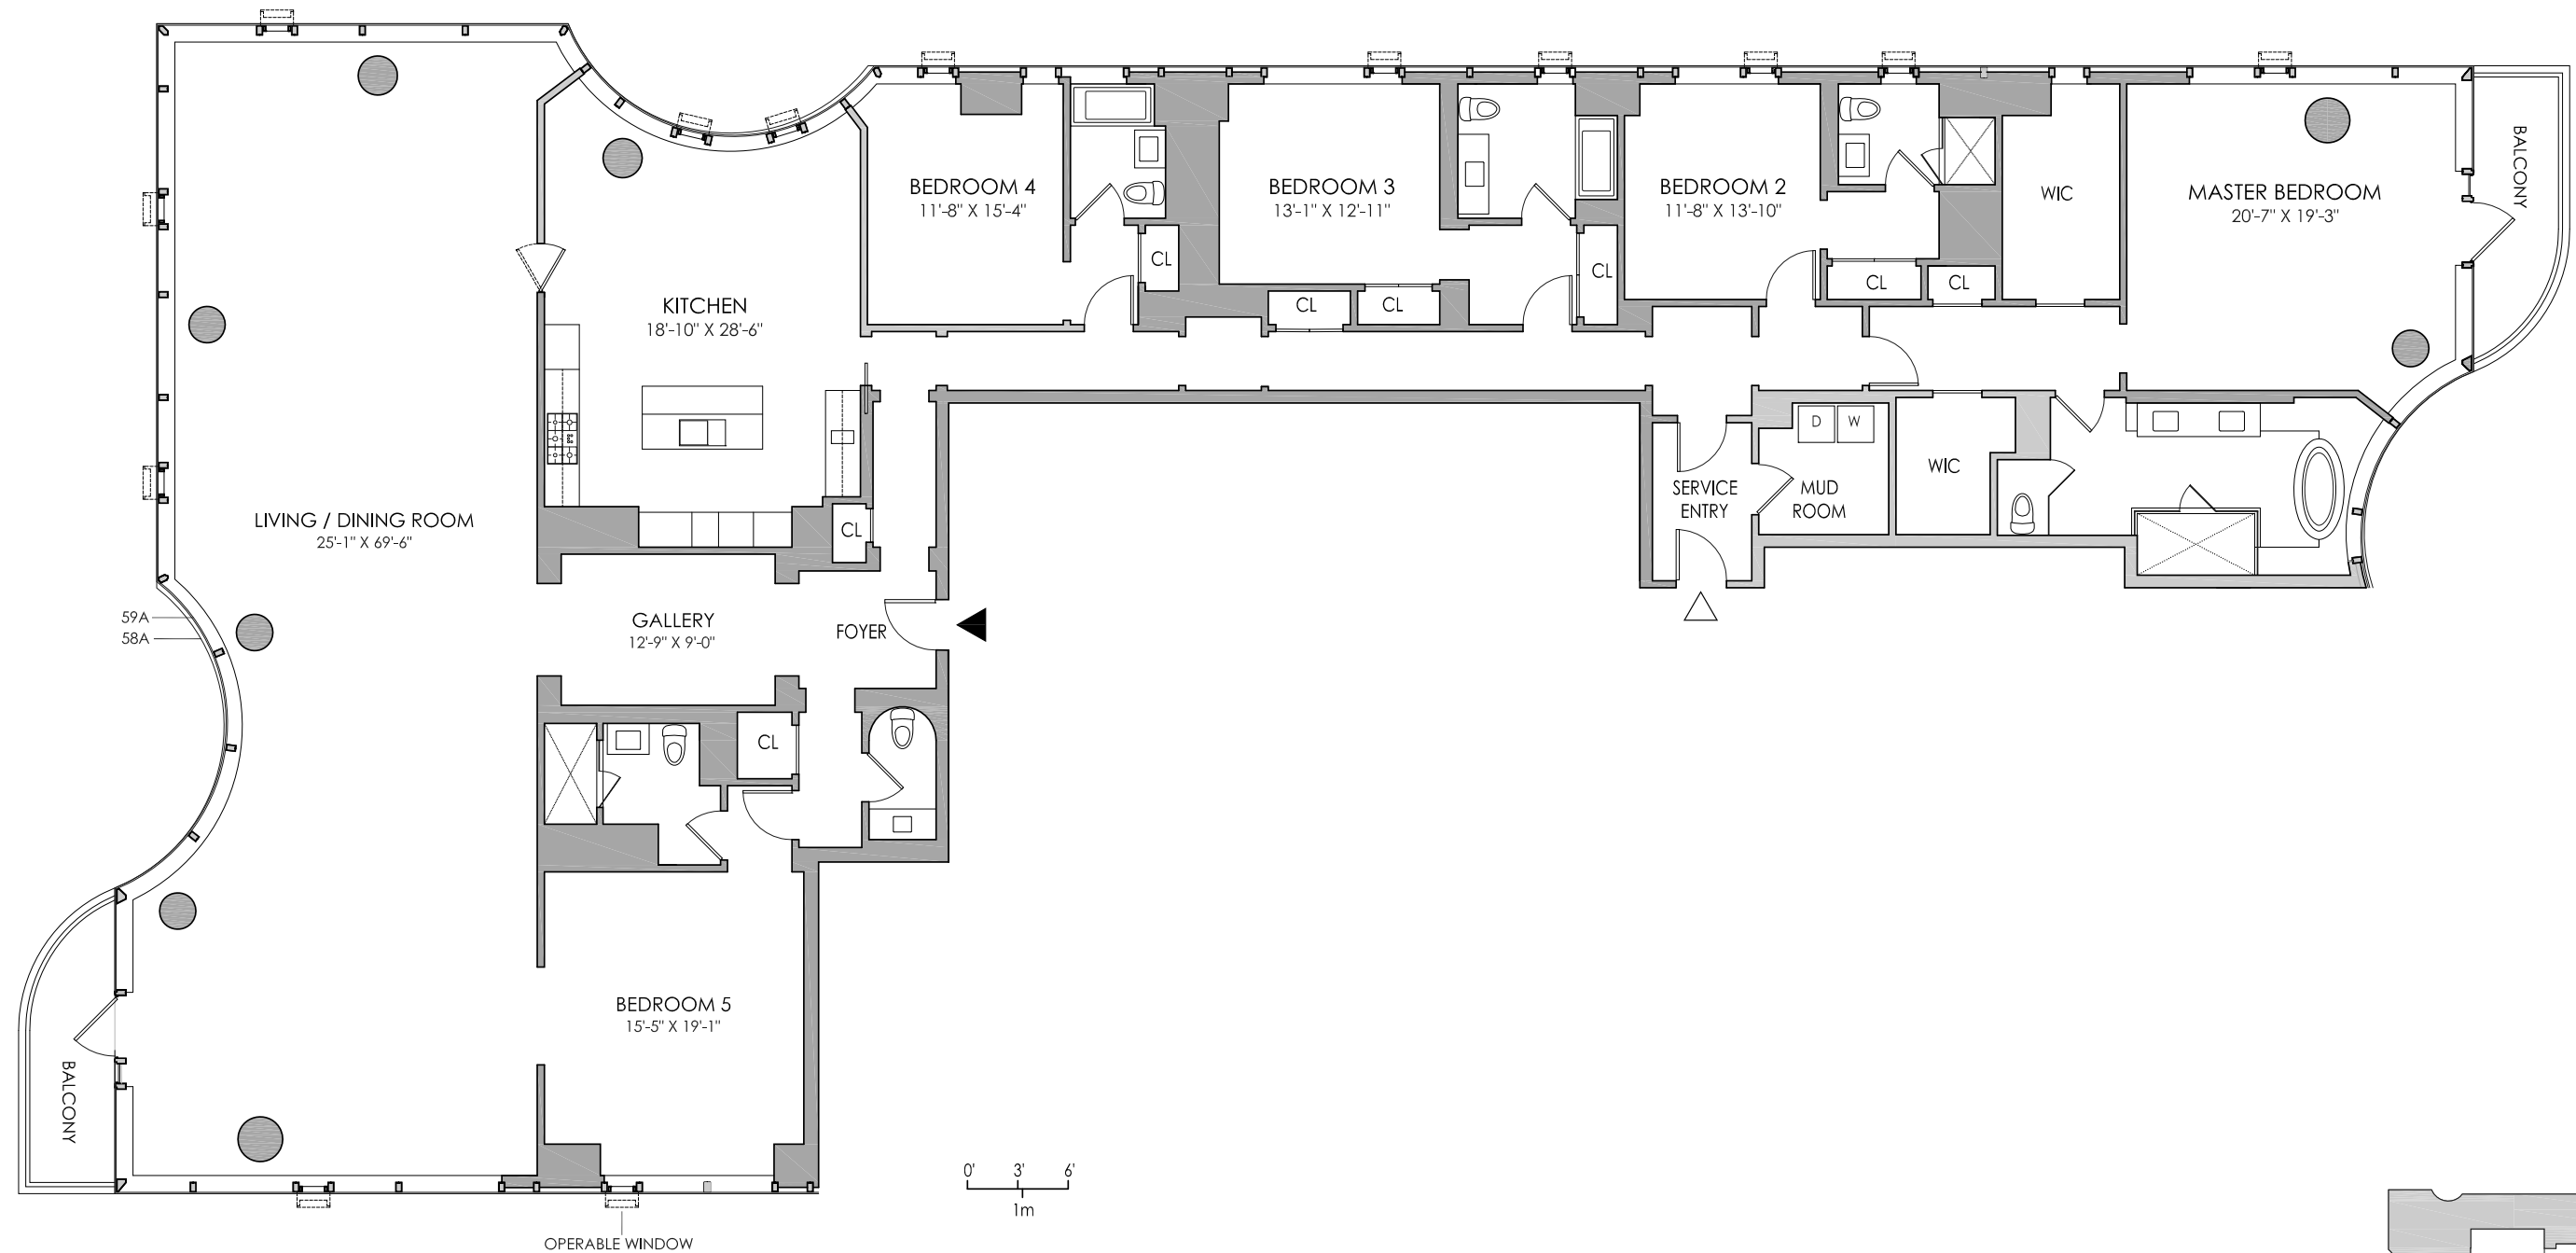 BEDROOM 4
11'-8" X 15'-4"
BEDROOM 3
13'-1" X 12'-11"
BEDROOM 2
11'-8" X 13'-10"
WIC
MASTER BEDROOM
20'-7" X 19'-3"
BALCONY
CL
CL
CL
CL
CL
CL
KITCHEN
18'-10" X 28'-6"
D
W
WIC
SERVICE
ENTRY
MUD
ROOM
LIVING / DINING ROOM
25'-1" X 69'-6"
CL
59A
58A
GALLERY
12'-9" X 9'-0"
FOYER
CL
BEDROOM 5
15'-5" X 19'-1"
BALCONY
0' 3' 6'
1m
OPERABLE WINDOW